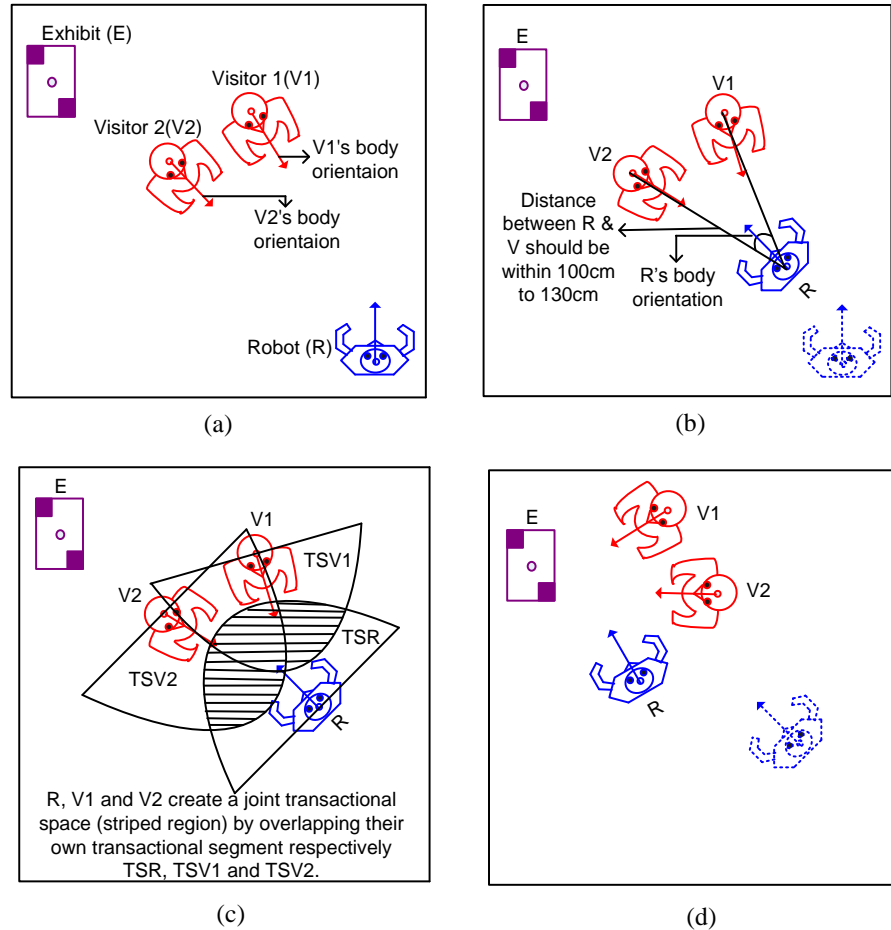 Exhibit (E)
Visitor 1(V1)
Visitor 2(V2)
V1's body
orientaion
V2's body
orientaion
Robot (R)
(a)
E
V1
V2
Distance
between R &
V should be
within 100cm
to 130cm
R's body
orientation
R
(b)
E
V1
TSV1
V2
TSR
TSV2
R
R, V1 and V2 create a joint transactional
space (striped region) by overlapping their
own transactional segment respectively
TSR, TSV1 and TSV2.
(c)
E
V1
V2
R
(d)